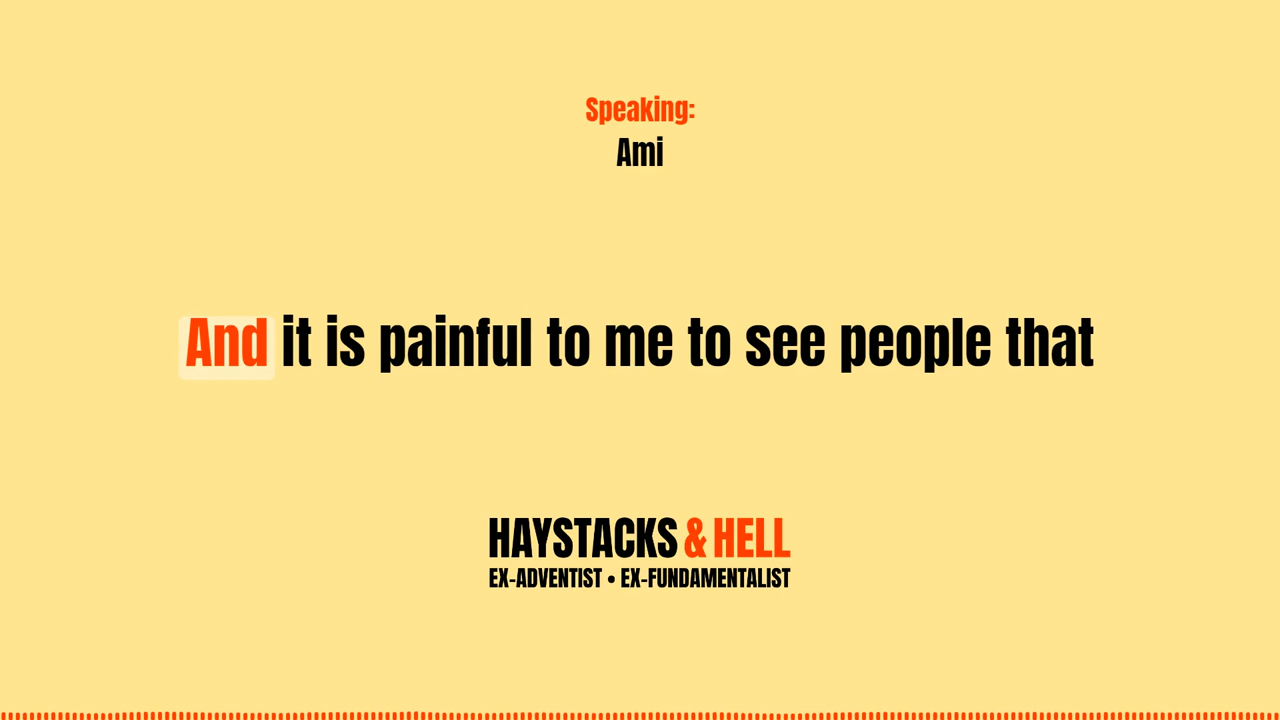 Speaking:
Ami
And it is painful to me to see people that
HAYSTACKS & HELL
EX-ADVENTIST • EX-FUNDAMENTALIST